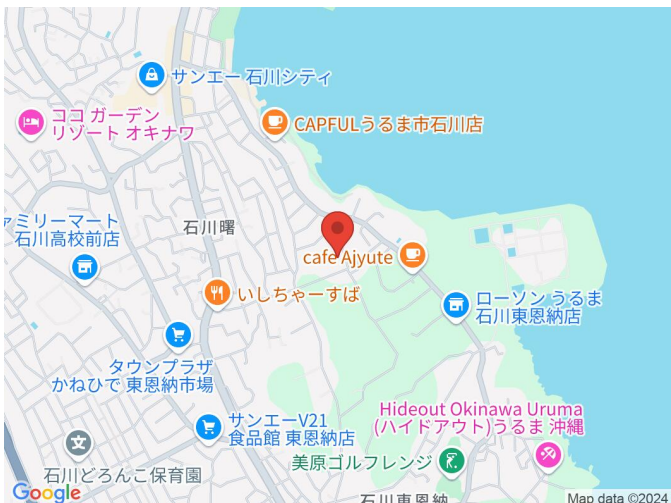 サンエー 石川シティ
ココ ガーデン
リゾート オキナワ
CAPFULうるま市石川店
ァミリーマート
石川高校前店
石川曙
cafe Ajyute
いしちゃーすば
ローソン うるま
石川東恩納店
タウンプラザ
かねひで 東恩納市場
サンエーV21
食品館 東恩納店
Hideout Okinawa Uruma
(ハイドアウト)うるま 沖縄
美原ゴルフレンジ
石川どろんこ保育園
文
石川東恩納
Google
Map data ©2024